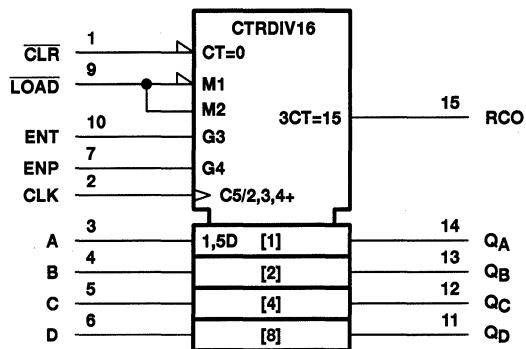 CTRDIV16
CLR 1 CT=0
LOAD 9 M1
M2
3CT=15 15 RCO
ENT 10 G3
ENP 7 G4
CLK 2 C5/2,3,4+
A 3 1,5D [1] 14 QA
B 4 [2] 13 QB
C 5 [4] 12 QC
D 6 [8] 11 QD